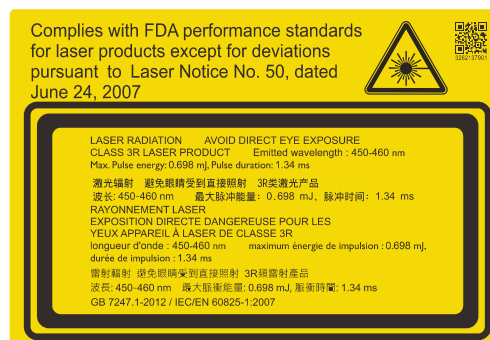 Complies with FDA performance standards
for laser products except for deviations
pursuant to Laser Notice No. 50, dated
June 24, 2007
3262137901
LASER RADIATION AVOID DIRECT EYE EXPOSURE
CLASS 3R LASER PRODUCT Emitted wavelength : 450-460 nm
Max. Pulse energy: 0.698 mJ, Pulse duration: 1.34 ms
激光辐射 避免眼睛受到直接照射 3R类激光产品
波长: 450-460 nm 最大脉冲能量: 0.698 mJ, 脉冲时间: 1.34 ms
RAYONNEMENT LASER
EXPOSITION DIRECTE DANGEREUSE POUR LES
YEUX APPAREIL À LASER DE CLASSE 3R
longueur d'onde : 450-460 nm maximum énergie de impulsion : 0.698 mJ,
durée de impulsion : 1.34 ms
雷射輻射 避免眼睛受到直接照射 3R類雷射產品
波長: 450-460 nm 最大脈衝能量: 0.698 mJ, 脈衝時間: 1.34 ms
GB 7247.1-2012 / IEC/EN 60825-1:2007